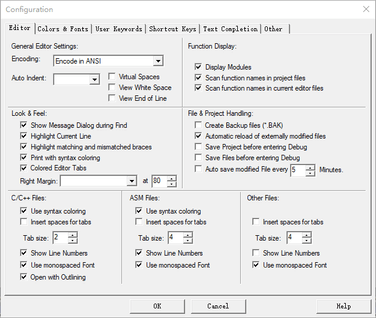 Configuration
Editor Colors & Fonts User Keywords Shortcut Keys Text Completion Other
General Editor Settings:
Encoding: Encode in ANSI
Auto Indent:
Virtual Spaces
View White Space
View End of Line
Function Display:
Display Modules
Scan function names in project files
Scan function names in current editor files
Look & Feel:
Show Message Dialog during Find
Highlight Current Line
Highlight matching and mismatched braces
Print with syntax coloring
Colored Editor Tabs
Right Margin: at 80
File & Project Handling:
Create Backup files (*.BAK)
Automatic reload of externally modified files
Save Project before entering Debug
Save Files before entering Debug
Auto save modified File every 5 Minutes.
C/C++ Files:
Use syntax coloring
Insert spaces for tabs
Tab size: 2
Show Line Numbers
Use monospaced Font
Open with Outlining
ASM Files:
Use syntax coloring
Insert spaces for tabs
Tab size: 4
Show Line Numbers
Use monospaced Font
Other Files:
Insert spaces for tabs
Tab size: 4
Show Line Numbers
Use monospaced Font
OK Cancel Help